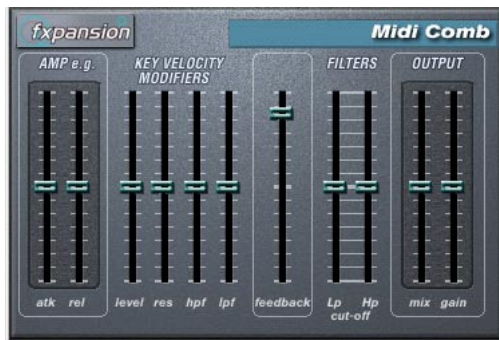 fxpansion
Midi Comb
AMP e.g.
KEY VELOCITY
MODIFIERS
FILTERS
OUTPUT
atk rel
level res hpf lpf
feedback
Lp Hp
cut-off
mix gain